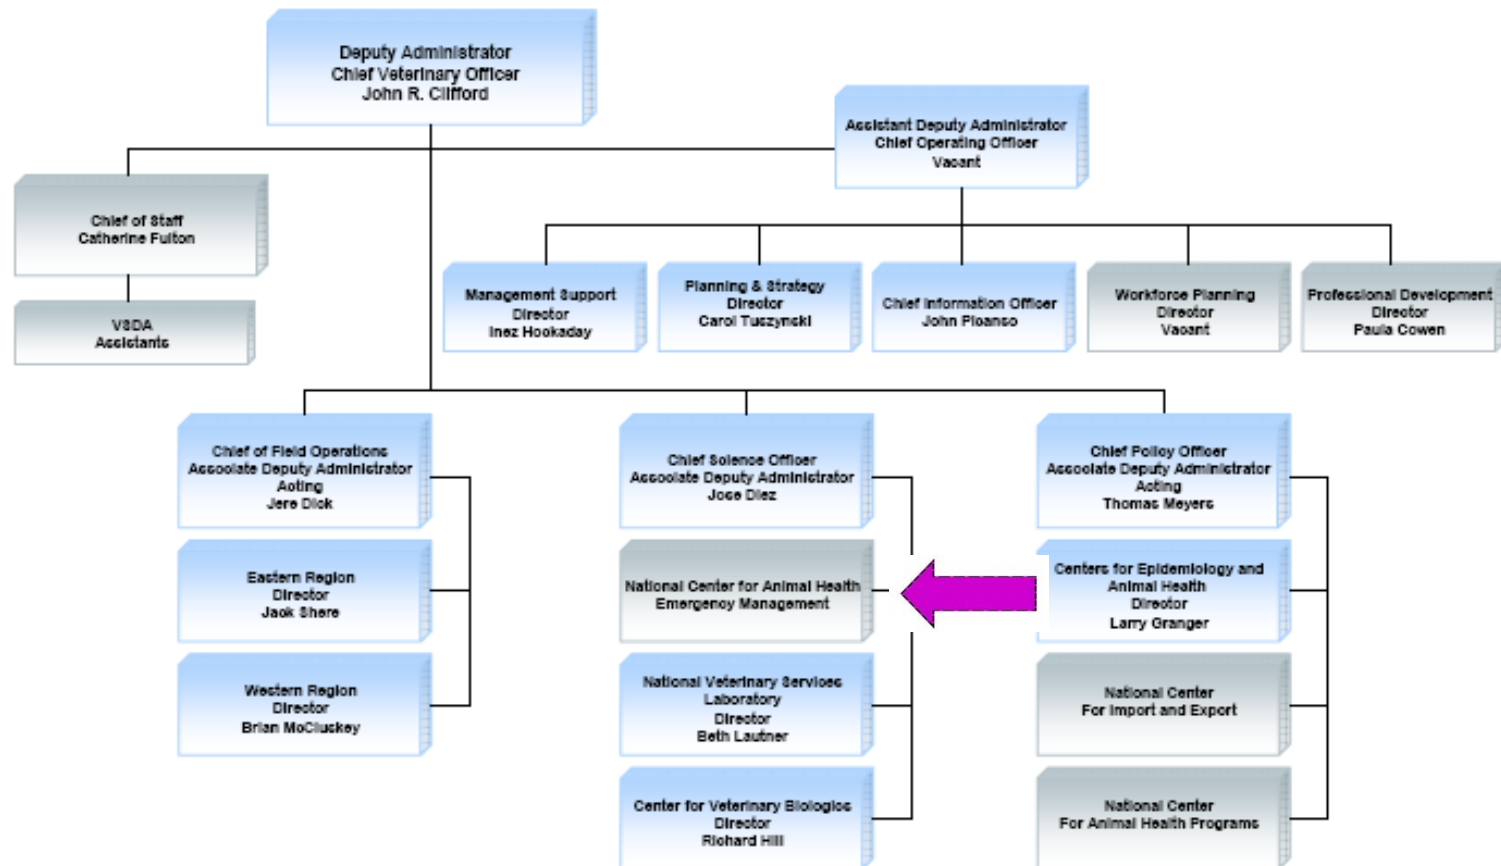 Deputy Administrator
Chief Veterinary Officer
John R. Clifford
Assistant Deputy Administrator
Chief Operating Officer
Vacant
Chief of Staff
Catherine Fulton
VSDA
Assistants
Management Support
Director
Inez Hookaday
Planning & Strategy
Director
Carol Tuszynski
Chief Information Officer
John Picanso
Workforce Planning
Director
Vacant
Professional Development
Director
Paula Cowen
Chief of Field Operations
Associate Deputy Administrator
Acting
Jere Dick
Chief Science Officer
Associate Deputy Administrator
Jose Diez
Chief Policy Officer
Associate Deputy Administrator
Acting
Thomas Meyers
Eastern Region
Director
Jack Shere
National Center for Animal Health
Emergency Management
Centers for Epidemiology and
Animal Health
Director
Larry Granger
Western Region
Director
Brian McCluskey
National Veterinary Services
Laboratory
Director
Beth Lautner
National Center
For Import and Export
Center for Veterinary Biologics
Director
Richard Hill
National Center
For Animal Health Programs